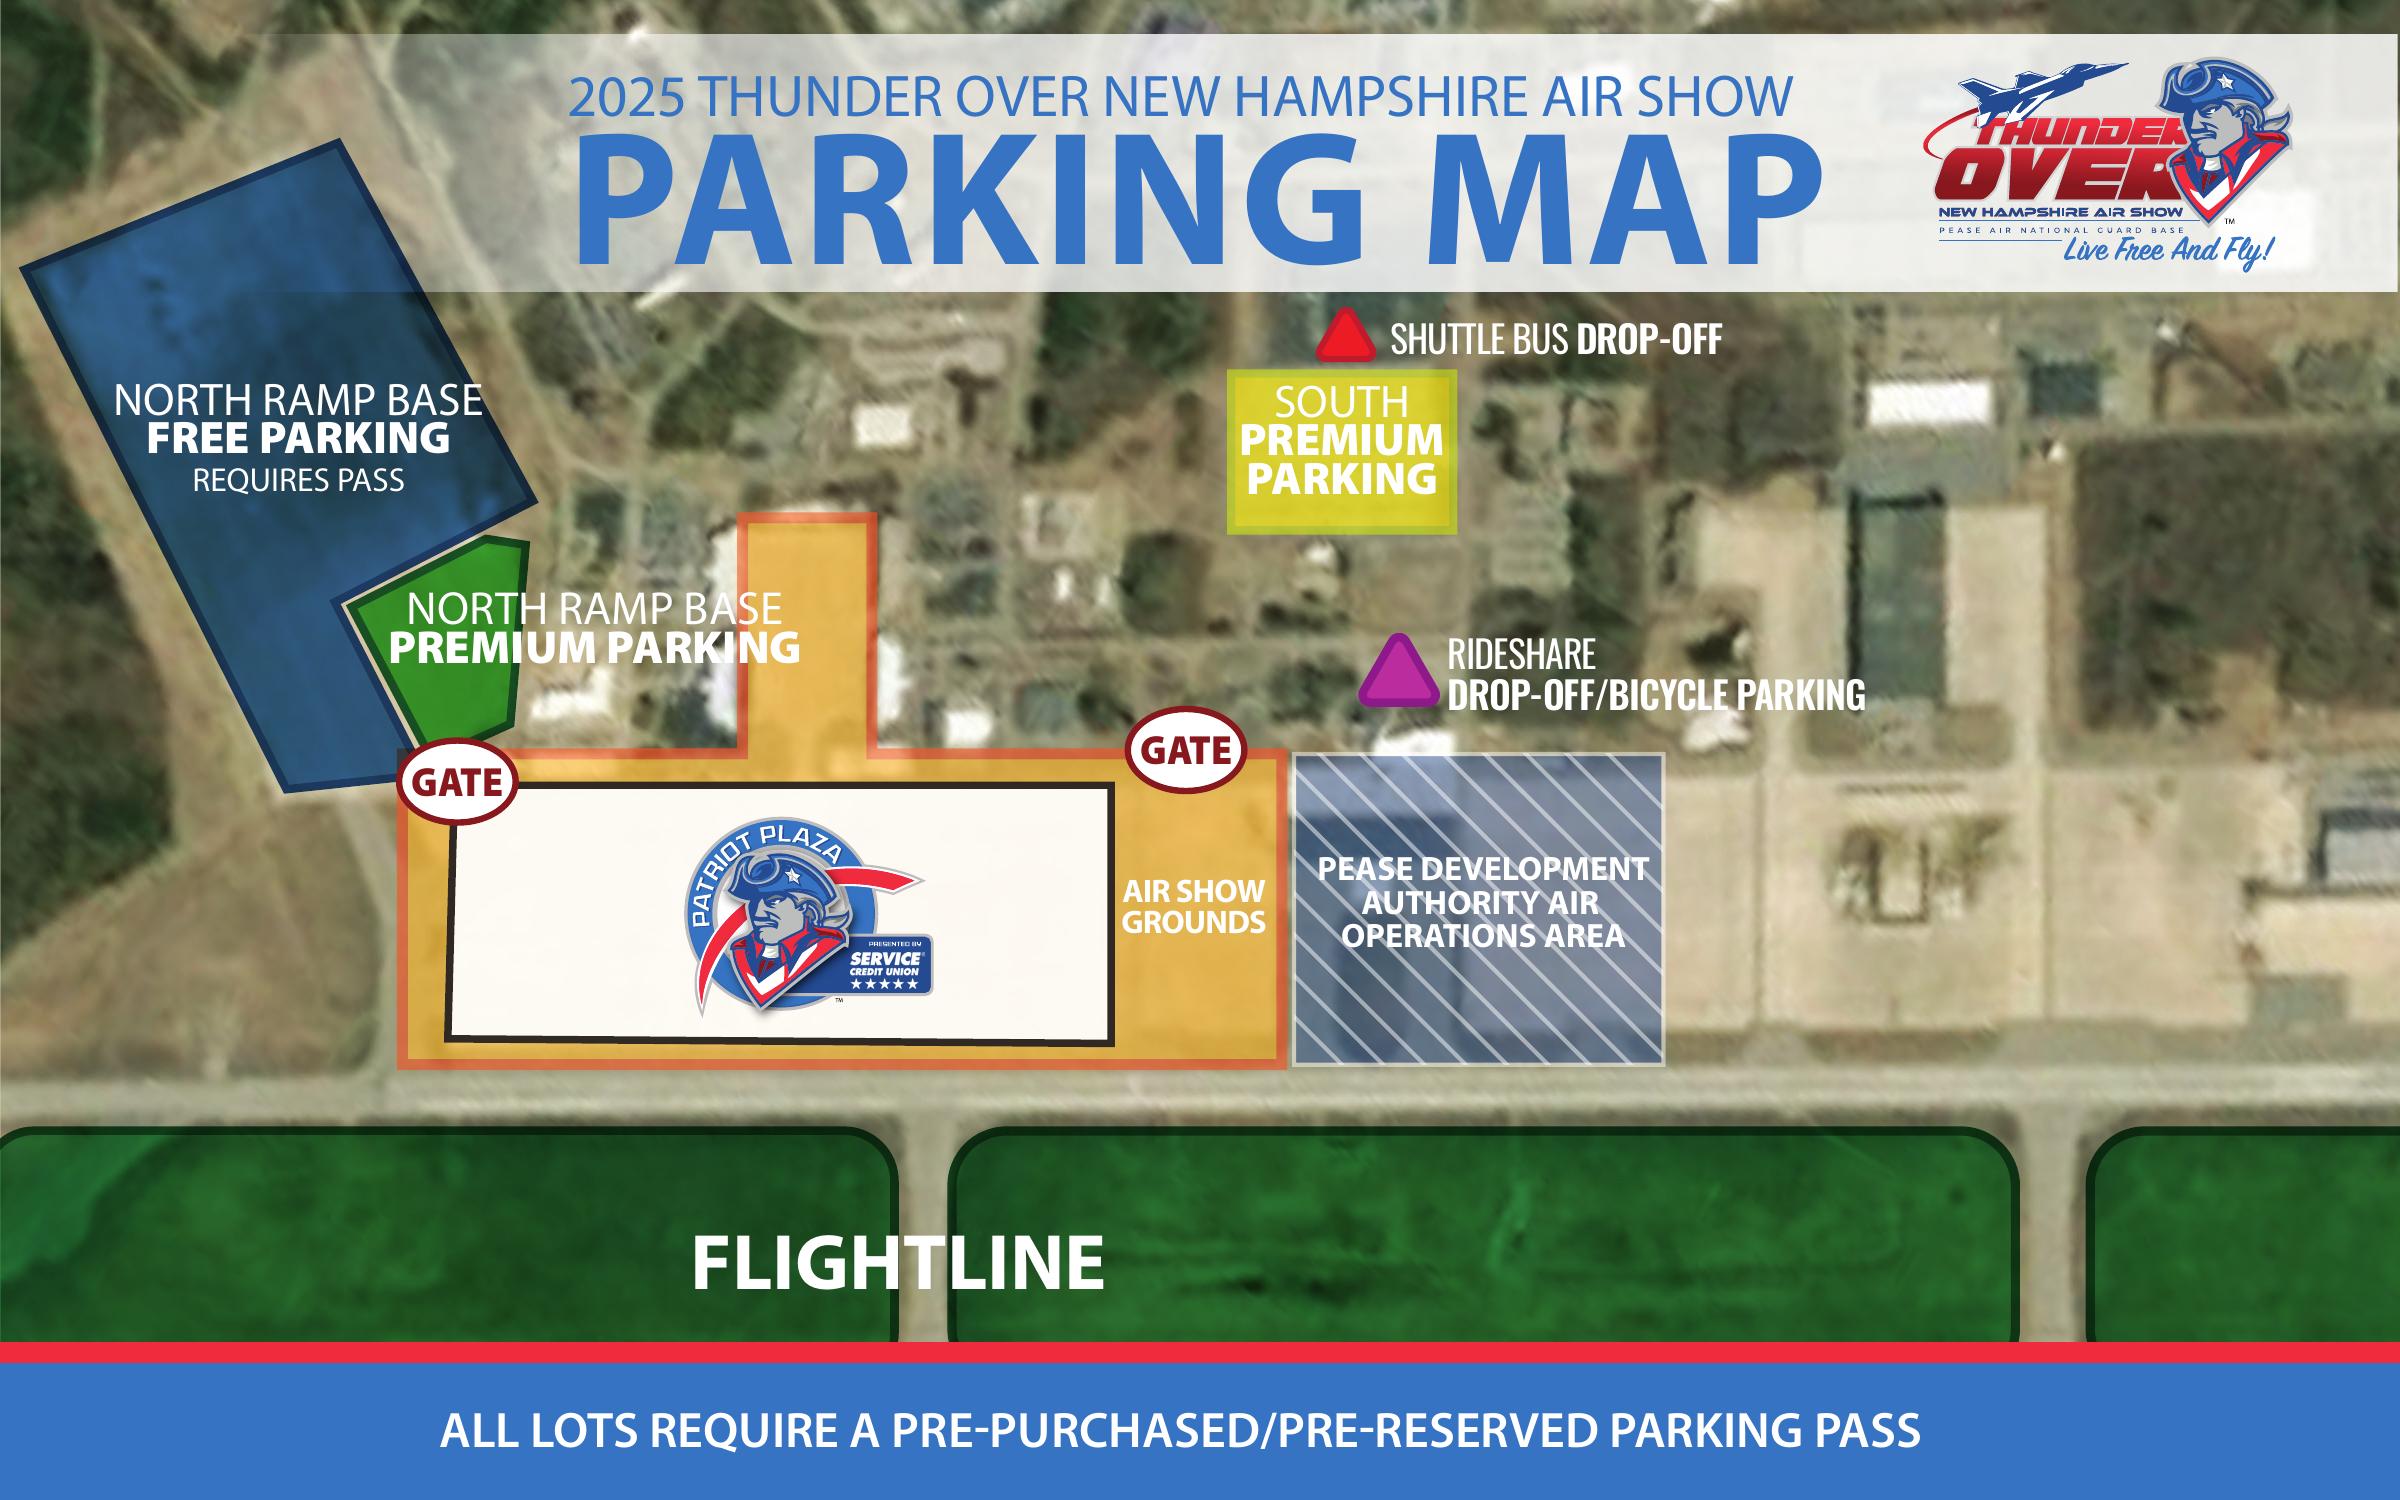 2025 THUNDER OVER NEW HAMPSHIRE AIR SHOW
PARKING MAP
THUNDER
OVER
NEW HAMPSHIRE AIR SHOW
TM
PEASE AIR NATIONAL GUARD BASE
Live Free And Fly!
SHUTTLE BUS DROP-OFF
NORTH RAMP BASE
FREE PARKING
REQUIRES PASS
SOUTH
PREMIUM
PARKING
NORTH RAMP BASE
PREMIUM PARKING
RIDESHARE
DROP-OFF/BICYCLE PARKING
GATE
GATE
PATRIOT PLAZA
PRESENTED BY
SERVICE
CREDIT UNION
TM
AIR SHOW
GROUNDS
PEASE DEVELOPMENT
AUTHORITY AIR
OPERATIONS AREA
FLIGHTLINE
ALL LOTS REQUIRE A PRE-PURCHASED/PRE-RESERVED PARKING PASS